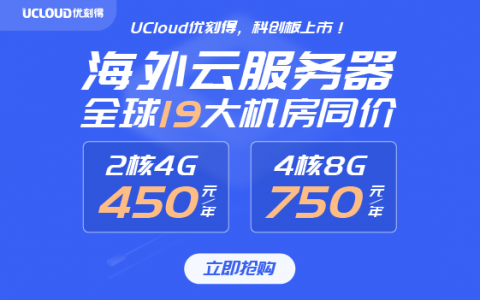 UCLOUD优刻得
UCloud优刻得，科创板上市！
海外云服务器
全球19大机房同价
2核4G
450元/年
4核8G
750元/年
立即抢购